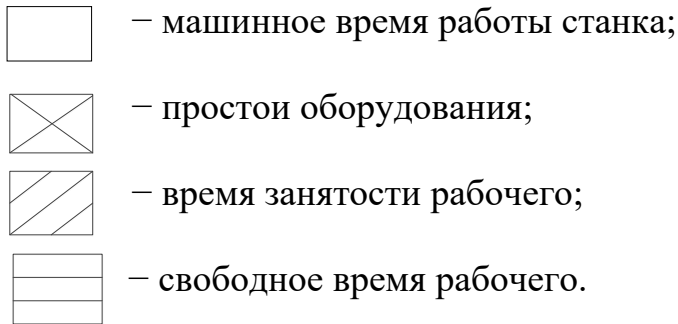 − машинное время работы станка;
− простои оборудования;
− время занятости рабочего;
− свободное время рабочего.